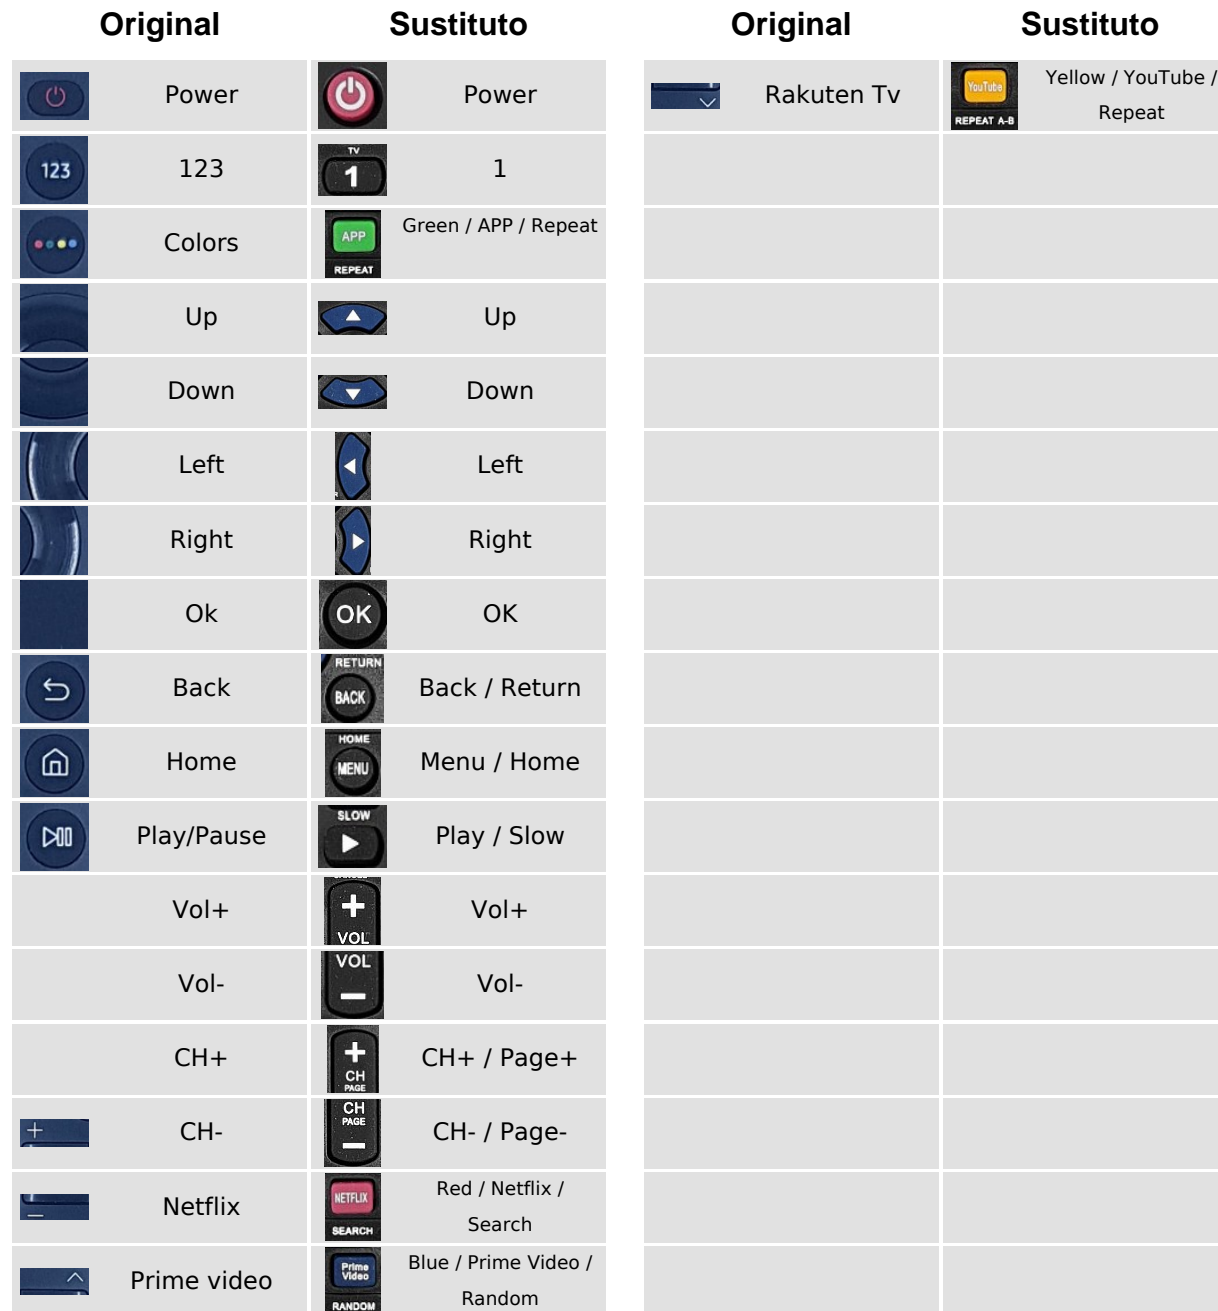 Original Sustituto Original Sustituto
Power Power Rakuten Tv YouTube Yellow / YouTube /
REPEAT A-B Repeat
123 123 TV
1 1
Colors APP Green / APP / Repeat
REPEAT
Up Up
Down Down
Left Left
Right Right
Ok OK OK
RETURN
Back BACK Back / Return
HOME
Home MENU Menu / Home
SLOW
Play/Pause Play / Slow
Vol+ + Vol+
VOL
VOL
Vol- — Vol-
CH+ + CH+ / Page+
CH
PAGE
CH
PAGE
+ CH- — CH- / Page-
— Netflix NETFLIX Red / Netflix /
SEARCH Search
Prime video Prime Video Blue / Prime Video /
RANDOM Random